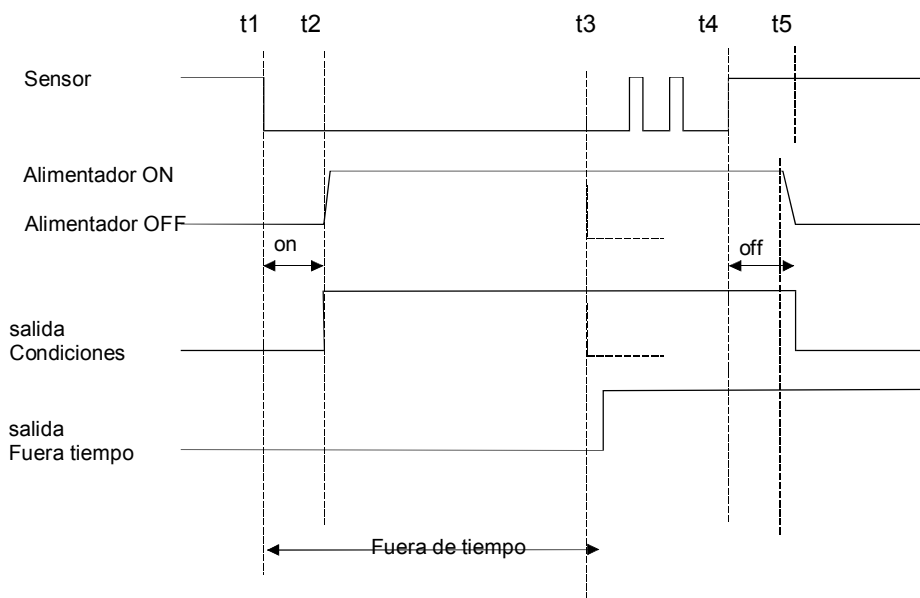 t1 t2 t3 t4 t5
Sensor
Alimentador ON
Alimentador OFF
on
off
salida
Condiciones
salida
Fuera tiempo
Fuera de tiempo